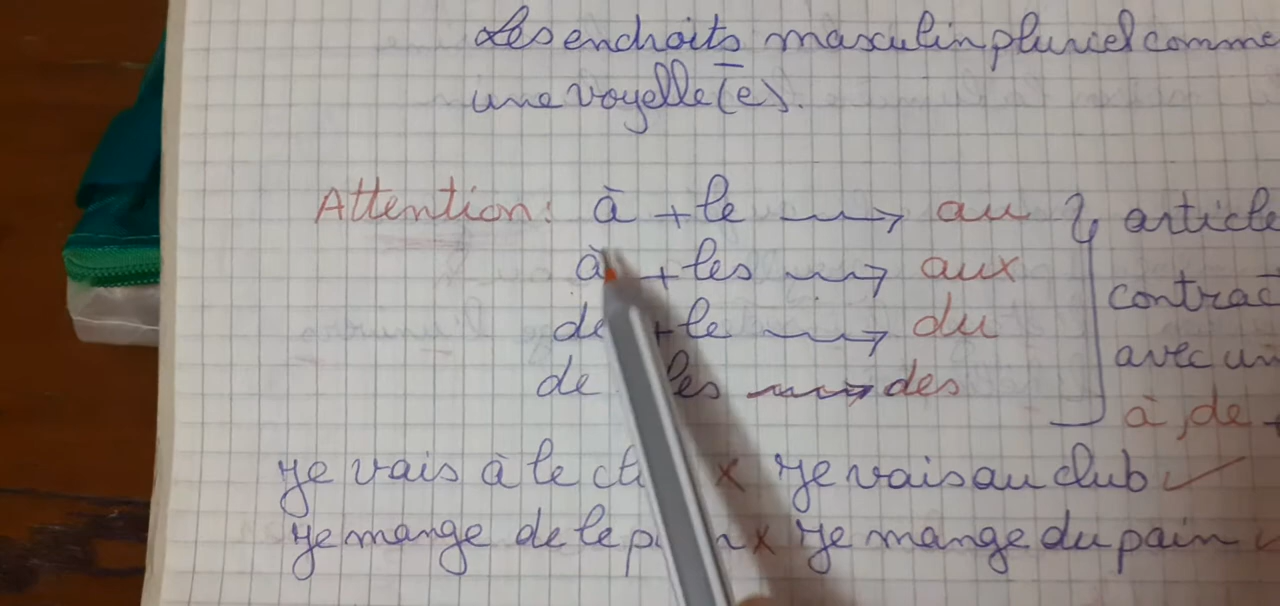 Les endroits masculin pluriel comme
une voyelle (e).
Attention: à + le → au } article
à + les → aux
contrac
de + le → du
avec un
de les → des
à, de +
Je vais à le cl x Je vais au club ✓
Je mange de le p n x Je mange du pain